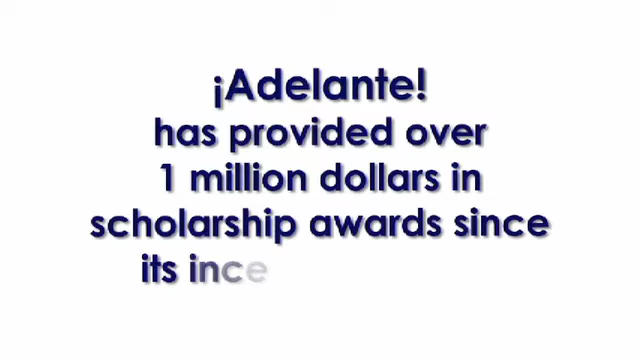 ¡Adelante!
has provided over
1 million dollars in
scholarship awards since
its ince